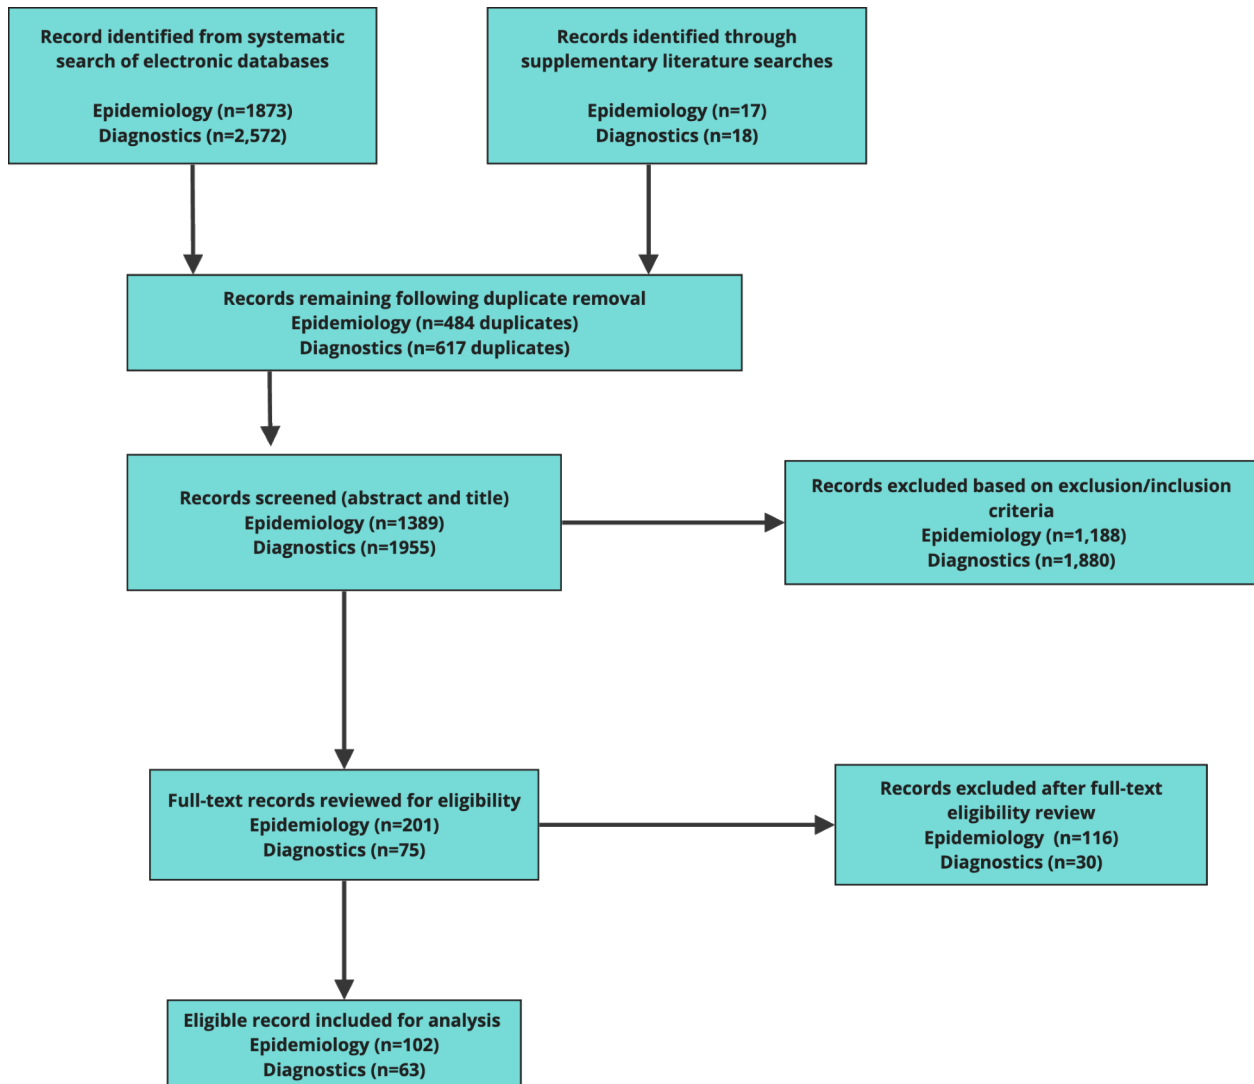 Record identified from systematic
search of electronic databases
Epidemiology (n=1873)
Diagnostics (n=2,572)
Records identified through
supplementary literature searches
Epidemiology (n=17)
Diagnostics (n=18)
Records remaining following duplicate removal
Epidemiology (n=484 duplicates)
Diagnostics (n=617 duplicates)
Records screened (abstract and title)
Epidemiology (n=1389)
Diagnostics (n=1955)
Records excluded based on exclusion/inclusion
criteria
Epidemiology (n=1,188)
Diagnostics (n=1,880)
Full-text records reviewed for eligibility
Epidemiology (n=201)
Diagnostics (n=75)
Records excluded after full-text
eligibility review
Epidemiology (n=116)
Diagnostics (n=30)
Eligible record included for analysis
Epidemiology (n=102)
Diagnostics (n=63)